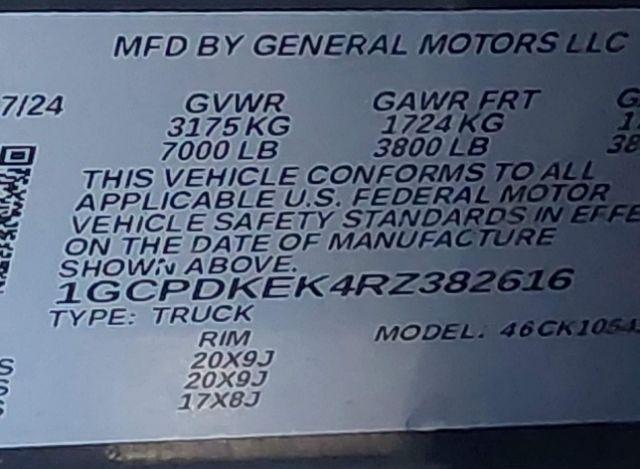 MFD BY GENERAL MOTORS LLC
7/24 GVWR GAWR FRT G
3175 KG 1724 KG
7000 LB 3800 LB 38
THIS VEHICLE CONFORMS TO ALL
APPLICABLE U.S. FEDERAL MOTOR
VEHICLE SAFETY STANDARDS IN EFFE
ON THE DATE OF MANUFACTURE
SHOWN ABOVE.
1GCPDKEK4RZ382616
TYPE: TRUCK
RIM MODEL: 46CK1054
S 20X9J
S 20X9J
S 17X8J